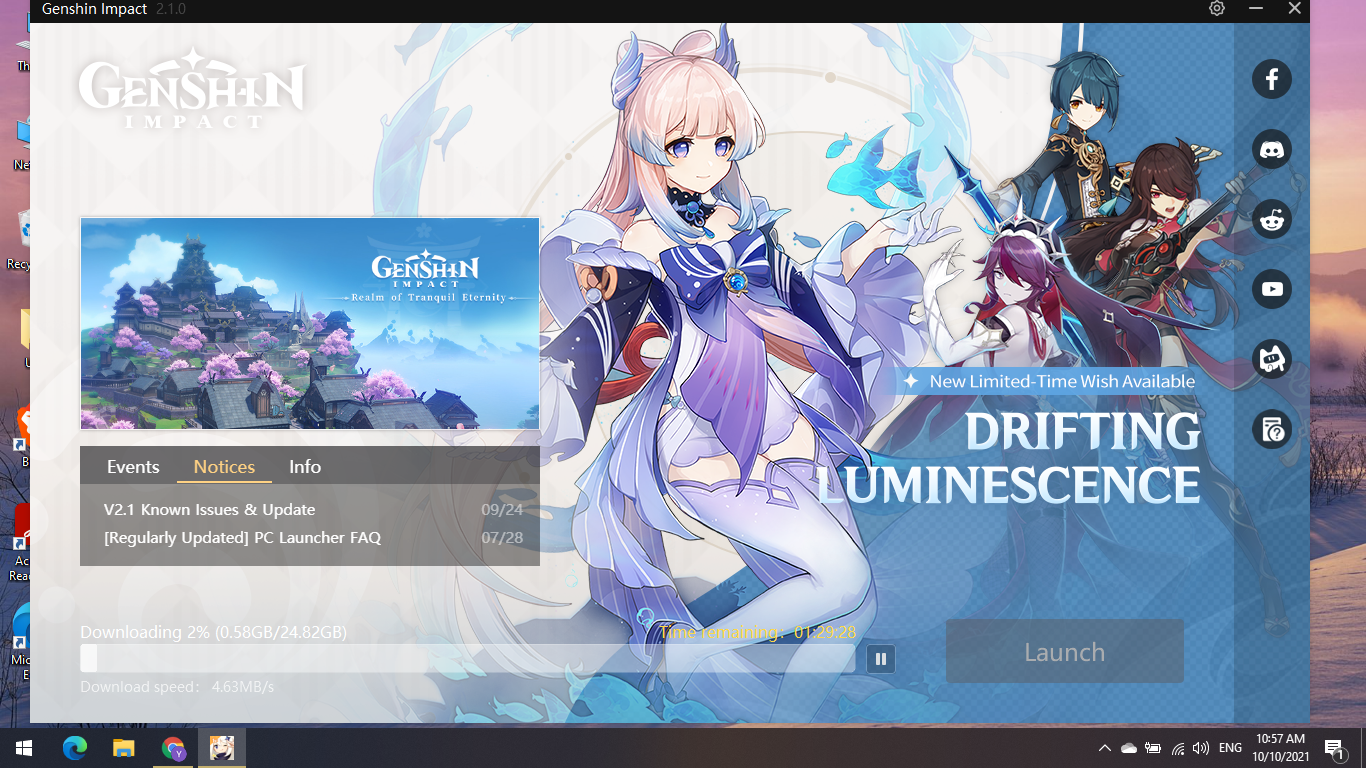 Genshin Impact 2.1.0
GENSHIN
IMPACT
GENSHIN
IMPACT
Realm of Tranquil Eternity
Events Notices Info
V2.1 Known Issues & Update 09/24
[Regularly Updated] PC Launcher FAQ 07/28
New Limited-Time Wish Available
DRIFTING
LUMINESCENCE
Downloading 2% (0.58GB/24.82GB) Time remaining: 01:29:28
Launch
Download speed: 4.63MB/s
Th
Ne
Recy
U
B
Ac
Rea
Mic
E
ENG
10:57 AM
10/10/2021
1
Y